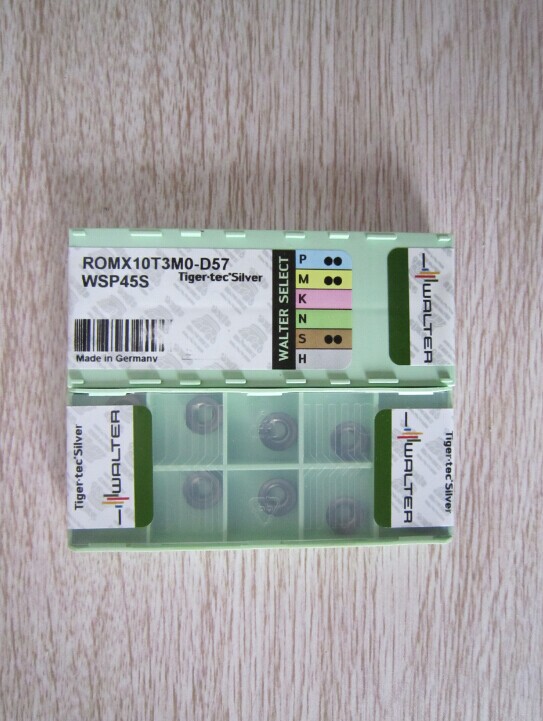 ROMX10T3M0-D57
Tiger·tec®Silver
WSP45S
Made in Germany
WALTER SELECT
P
M
K
N
S
H
WALTER
Tiger·tec®Silver
WALTER
WALTER
Tiger·tec®Silver